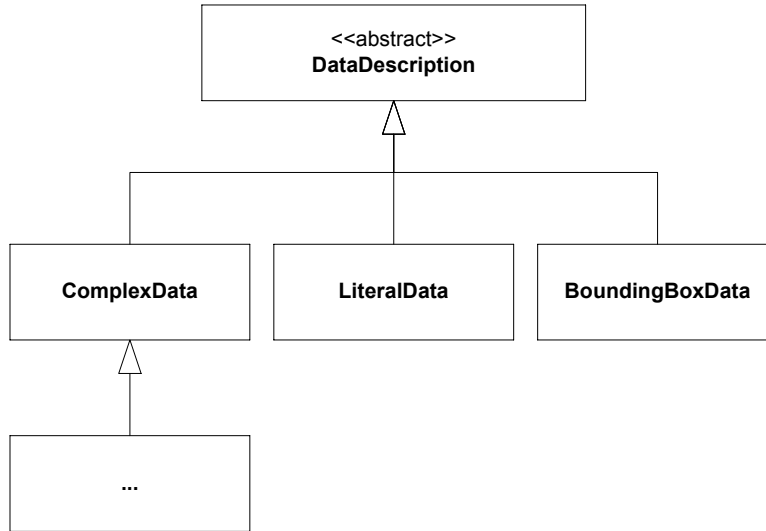 <<abstract>>
DataDescription
ComplexData
LiteralData
BoundingBoxData
...